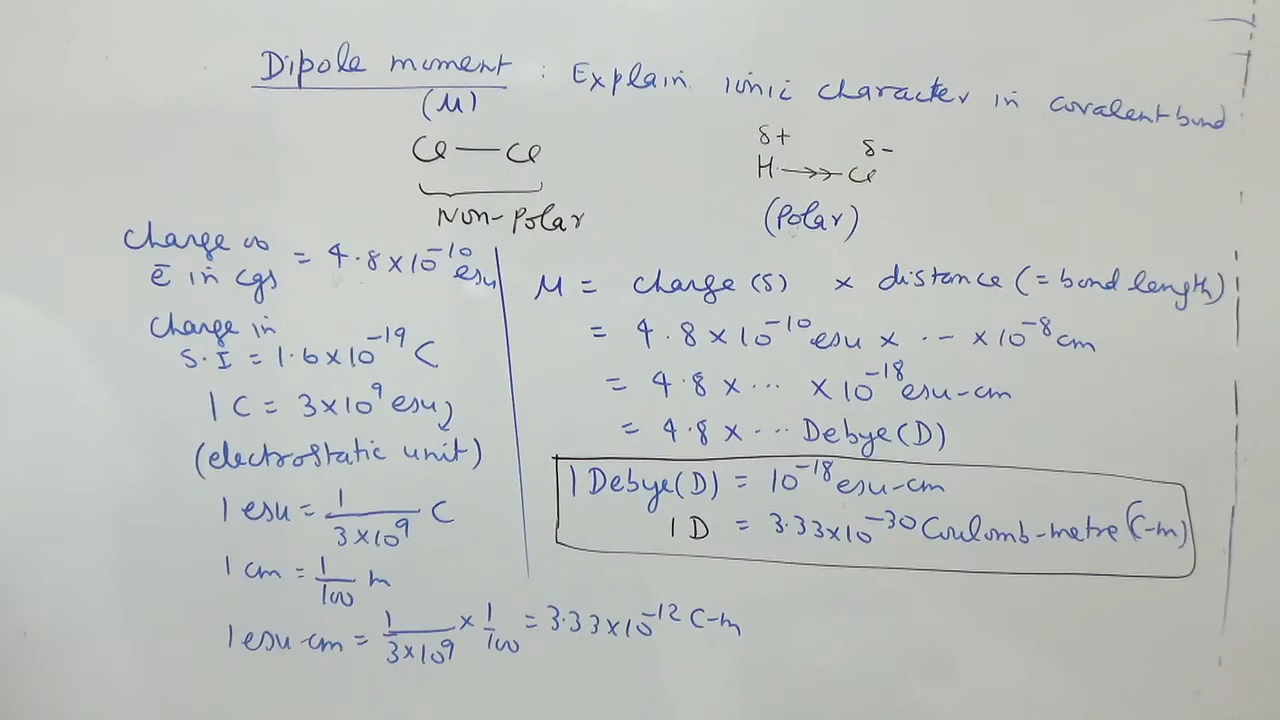 Dipole moment : Explain ionic character in covalent bond
(μ)
Cl — Cl
Non-Polar
δ+ δ-
H →→ Cl
(Polar)
Charge on
ē in cgs = 4.8×10⁻¹⁰ esu
Charge in
S.I = 1.6×10⁻¹⁹ C
1 C = 3×10⁹ esu
(electrostatic unit)
1 esu = 1/(3×10⁹) C
1 cm = 1/100 m
1 esu-cm = 1/(3×10⁹) × 1/100 = 3.33×10⁻¹² C-m
μ = charge (δ) × distance (= bond length)
= 4.8×10⁻¹⁰ esu × .. - ×10⁻⁸ cm
= 4.8 × ... ×10⁻¹⁸ esu-cm
= 4.8 × ... Debye (D)
1 Debye (D) = 10⁻¹⁸ esu-cm
1 D = 3.33×10⁻³⁰ Coulomb-metre (C-m)